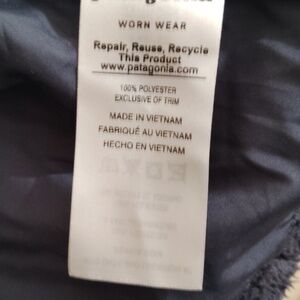 WORN WEAR
Repair, Reuse, Recycle
This Product
www.patagonia.com
100% POLYESTER
EXCLUSIVE OF TRIM
MADE IN VIETNAM
FABRIQUÉ AU VIETNAM
HECHO EN VIETNAM